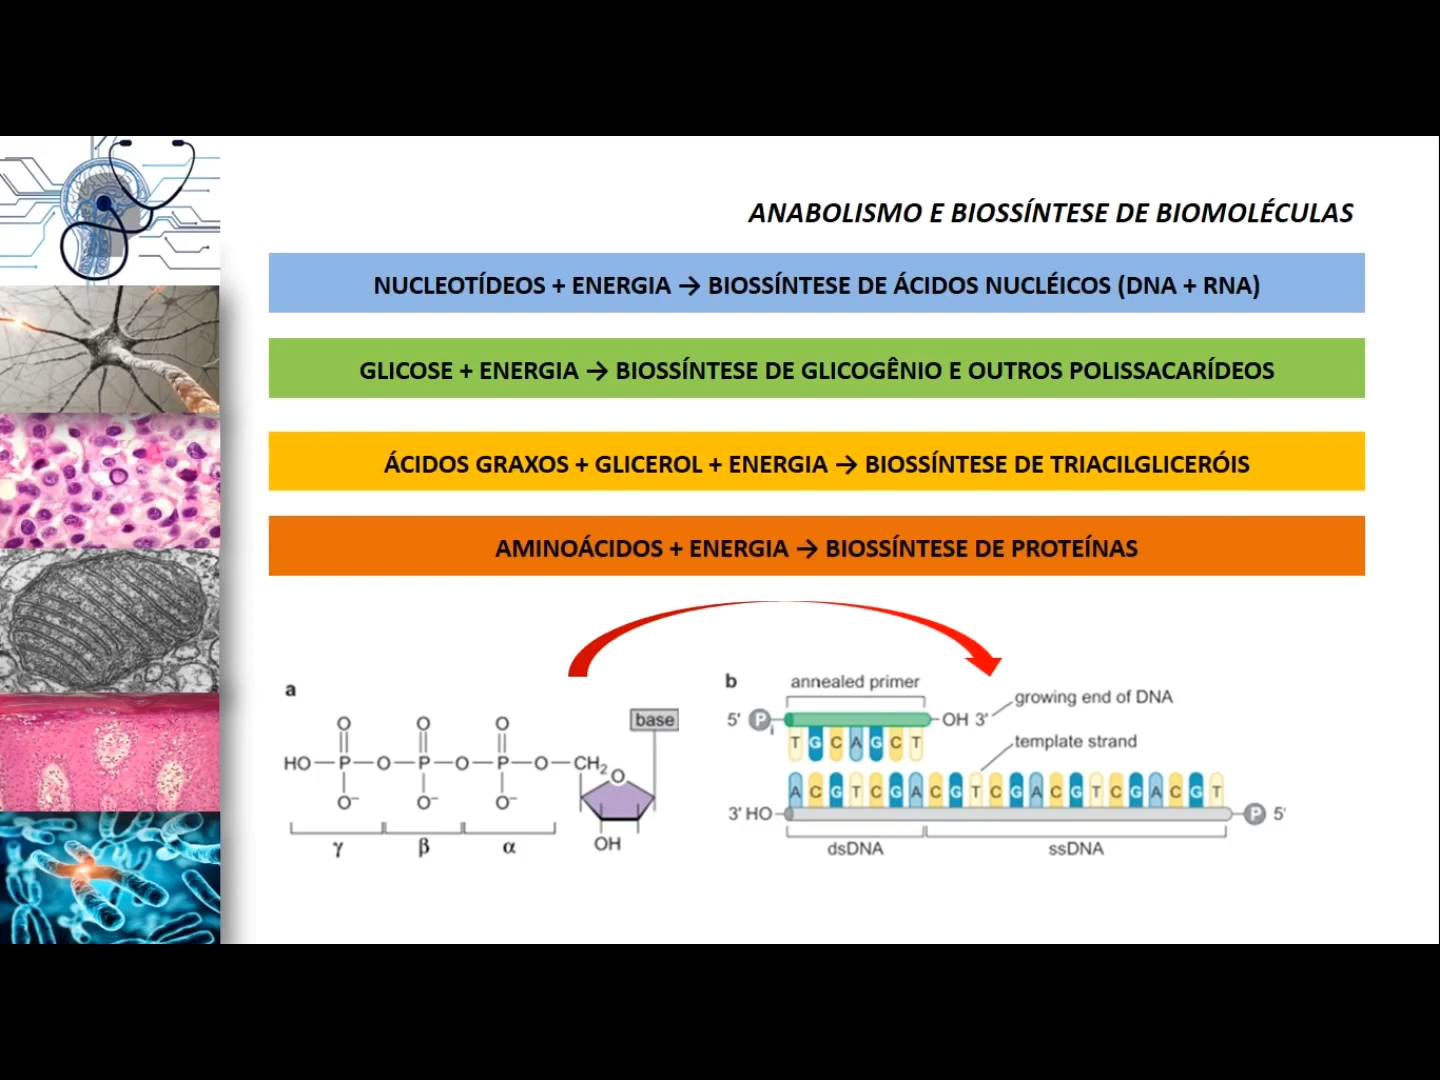 ANABOLISMO E BIOSSÍNTESE DE BIOMOLÉCULAS
NUCLEOTÍDEOS + ENERGIA → BIOSSÍNTESE DE ÁCIDOS NUCLÉICOS (DNA + RNA)
GLICOSE + ENERGIA → BIOSSÍNTESE DE GLICOGÊNIO E OUTROS POLISSACARÍDEOS
ÁCIDOS GRAXOS + GLICEROL + ENERGIA → BIOSSÍNTESE DE TRIACILGLICERÓIS
AMINOÁCIDOS + ENERGIA → BIOSSÍNTESE DE PROTEÍNAS
a
O O O
base
HO—P—O—P—O—P—O—CH₂
O
O⁻ O⁻ O⁻
OH
γ β α
b
annealed primer
growing end of DNA
5' P OH 3'
template strand
T G C A G C T
A C G T C G A C G T C G A C G T C G A C G T
3' HO P 5'
dsDNA ssDNA